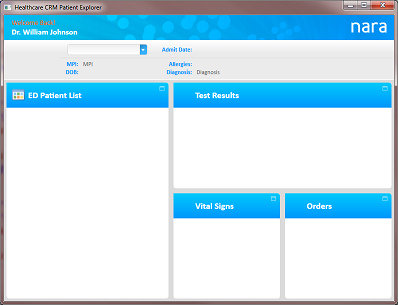 Healthcare CRM Patient Explorer
Welcome back!
Dr. William Johnson
nara
Admit Date:
MPI: MPI
Allergies:
DOB:
Diagnosis: Diagnosis
ED Patient List
Test Results
Vital Signs
Orders